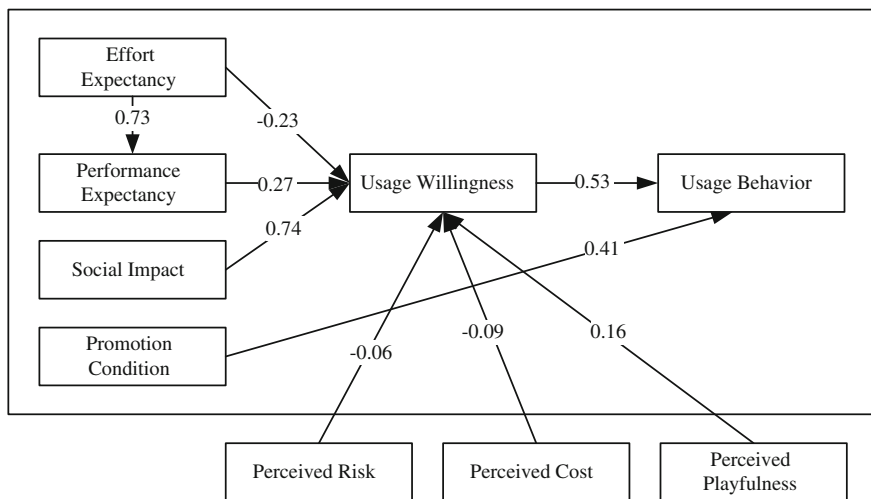 Effort
Expectancy
0.73
-0.23
Performance
Expectancy
0.27
Usage Willingness
0.53
Usage Behavior
0.74
Social Impact
0.41
Promotion
Condition
-0.06
-0.09
0.16
Perceived Risk
Perceived Cost
Perceived
Playfulness